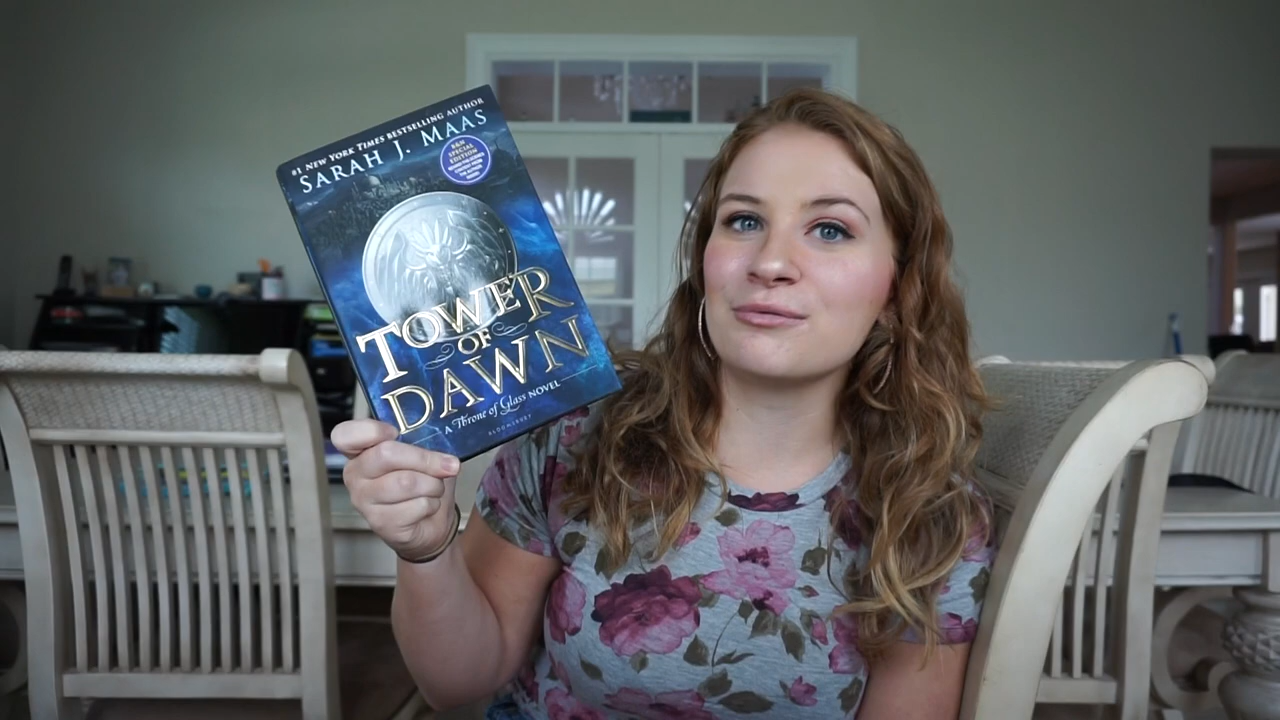 #1 NEW YORK TIMES BESTSELLING AUTHOR
SARAH J. MAAS
B&N
SPECIAL
EDITION
TOWER
OF
DAWN
A Throne of Glass NOVEL
BLOOMSBURY